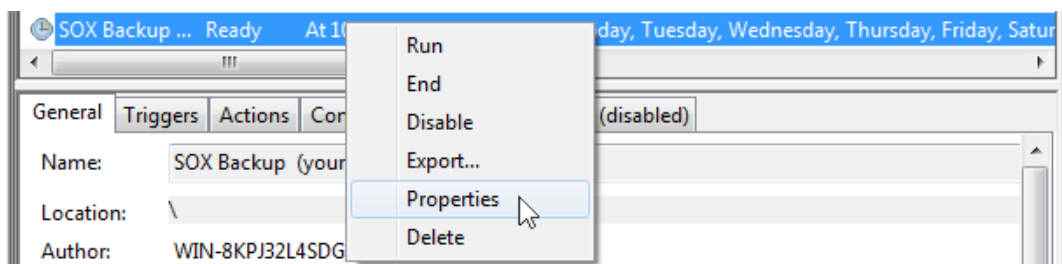 SOX Backup ... Ready At 10 day, Tuesday, Wednesday, Thursday, Friday, Satur
Run
End
Disable
Export...
Properties
Delete
General Triggers Actions Con (disabled)
Name: SOX Backup (your
Location: \
Author: WIN-8KPJ32L4SDG